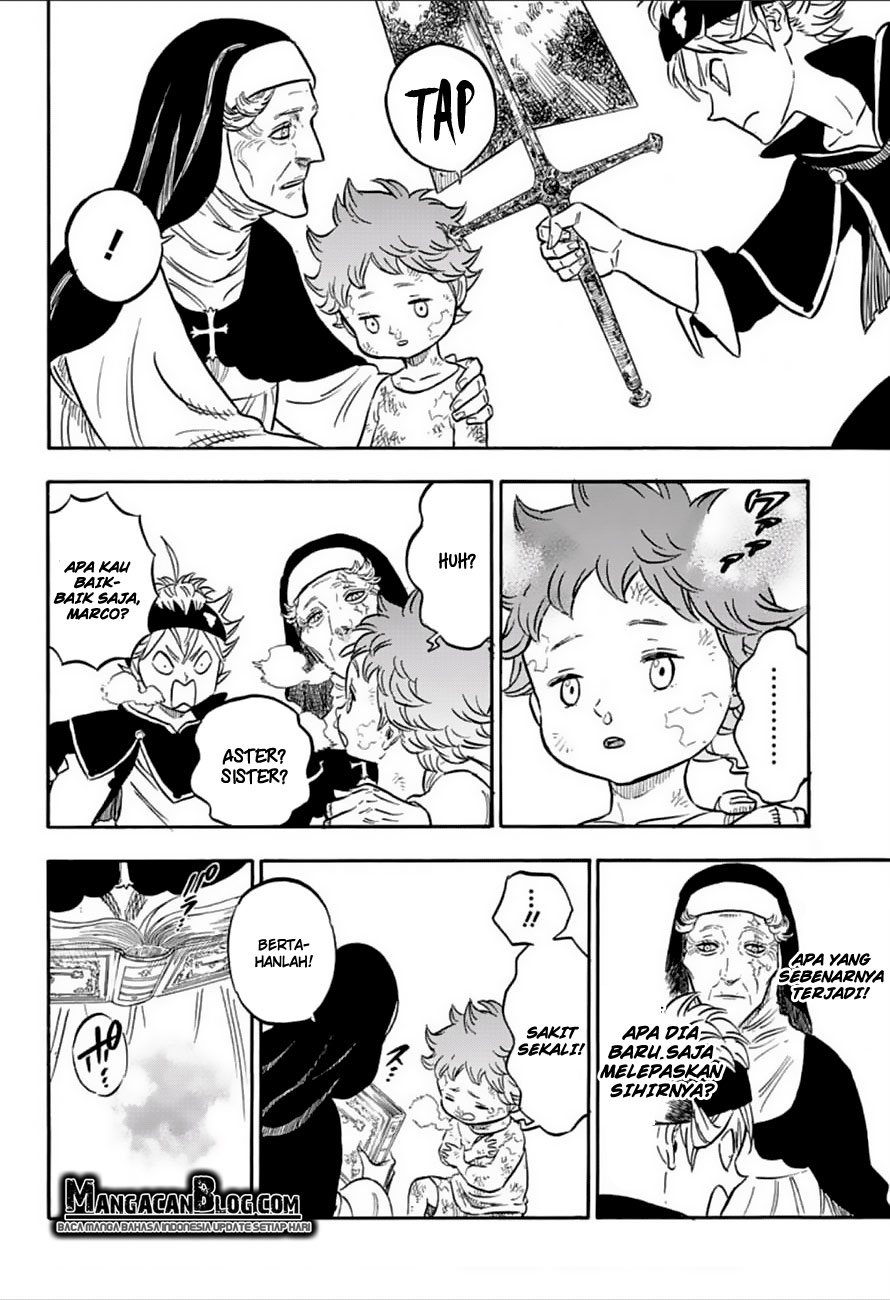 TAP
!
………
HUH?
ASTER?
SISTER?
APA KAU
BAIK-
BAIK SAJA,
MARCO?
APA YANG
SEBENARNYA
TERJADI!
APA DIA
BARU SAJA
MELEPASKAN
SIHIRNYA?
……!!
SAKIT
SEKALI!
BERTA-
HANLAH!
ス…
MANGACANBLOG.COM
BACA MANGA BAHASA INDONESIA UPDATE SETIAP HARI